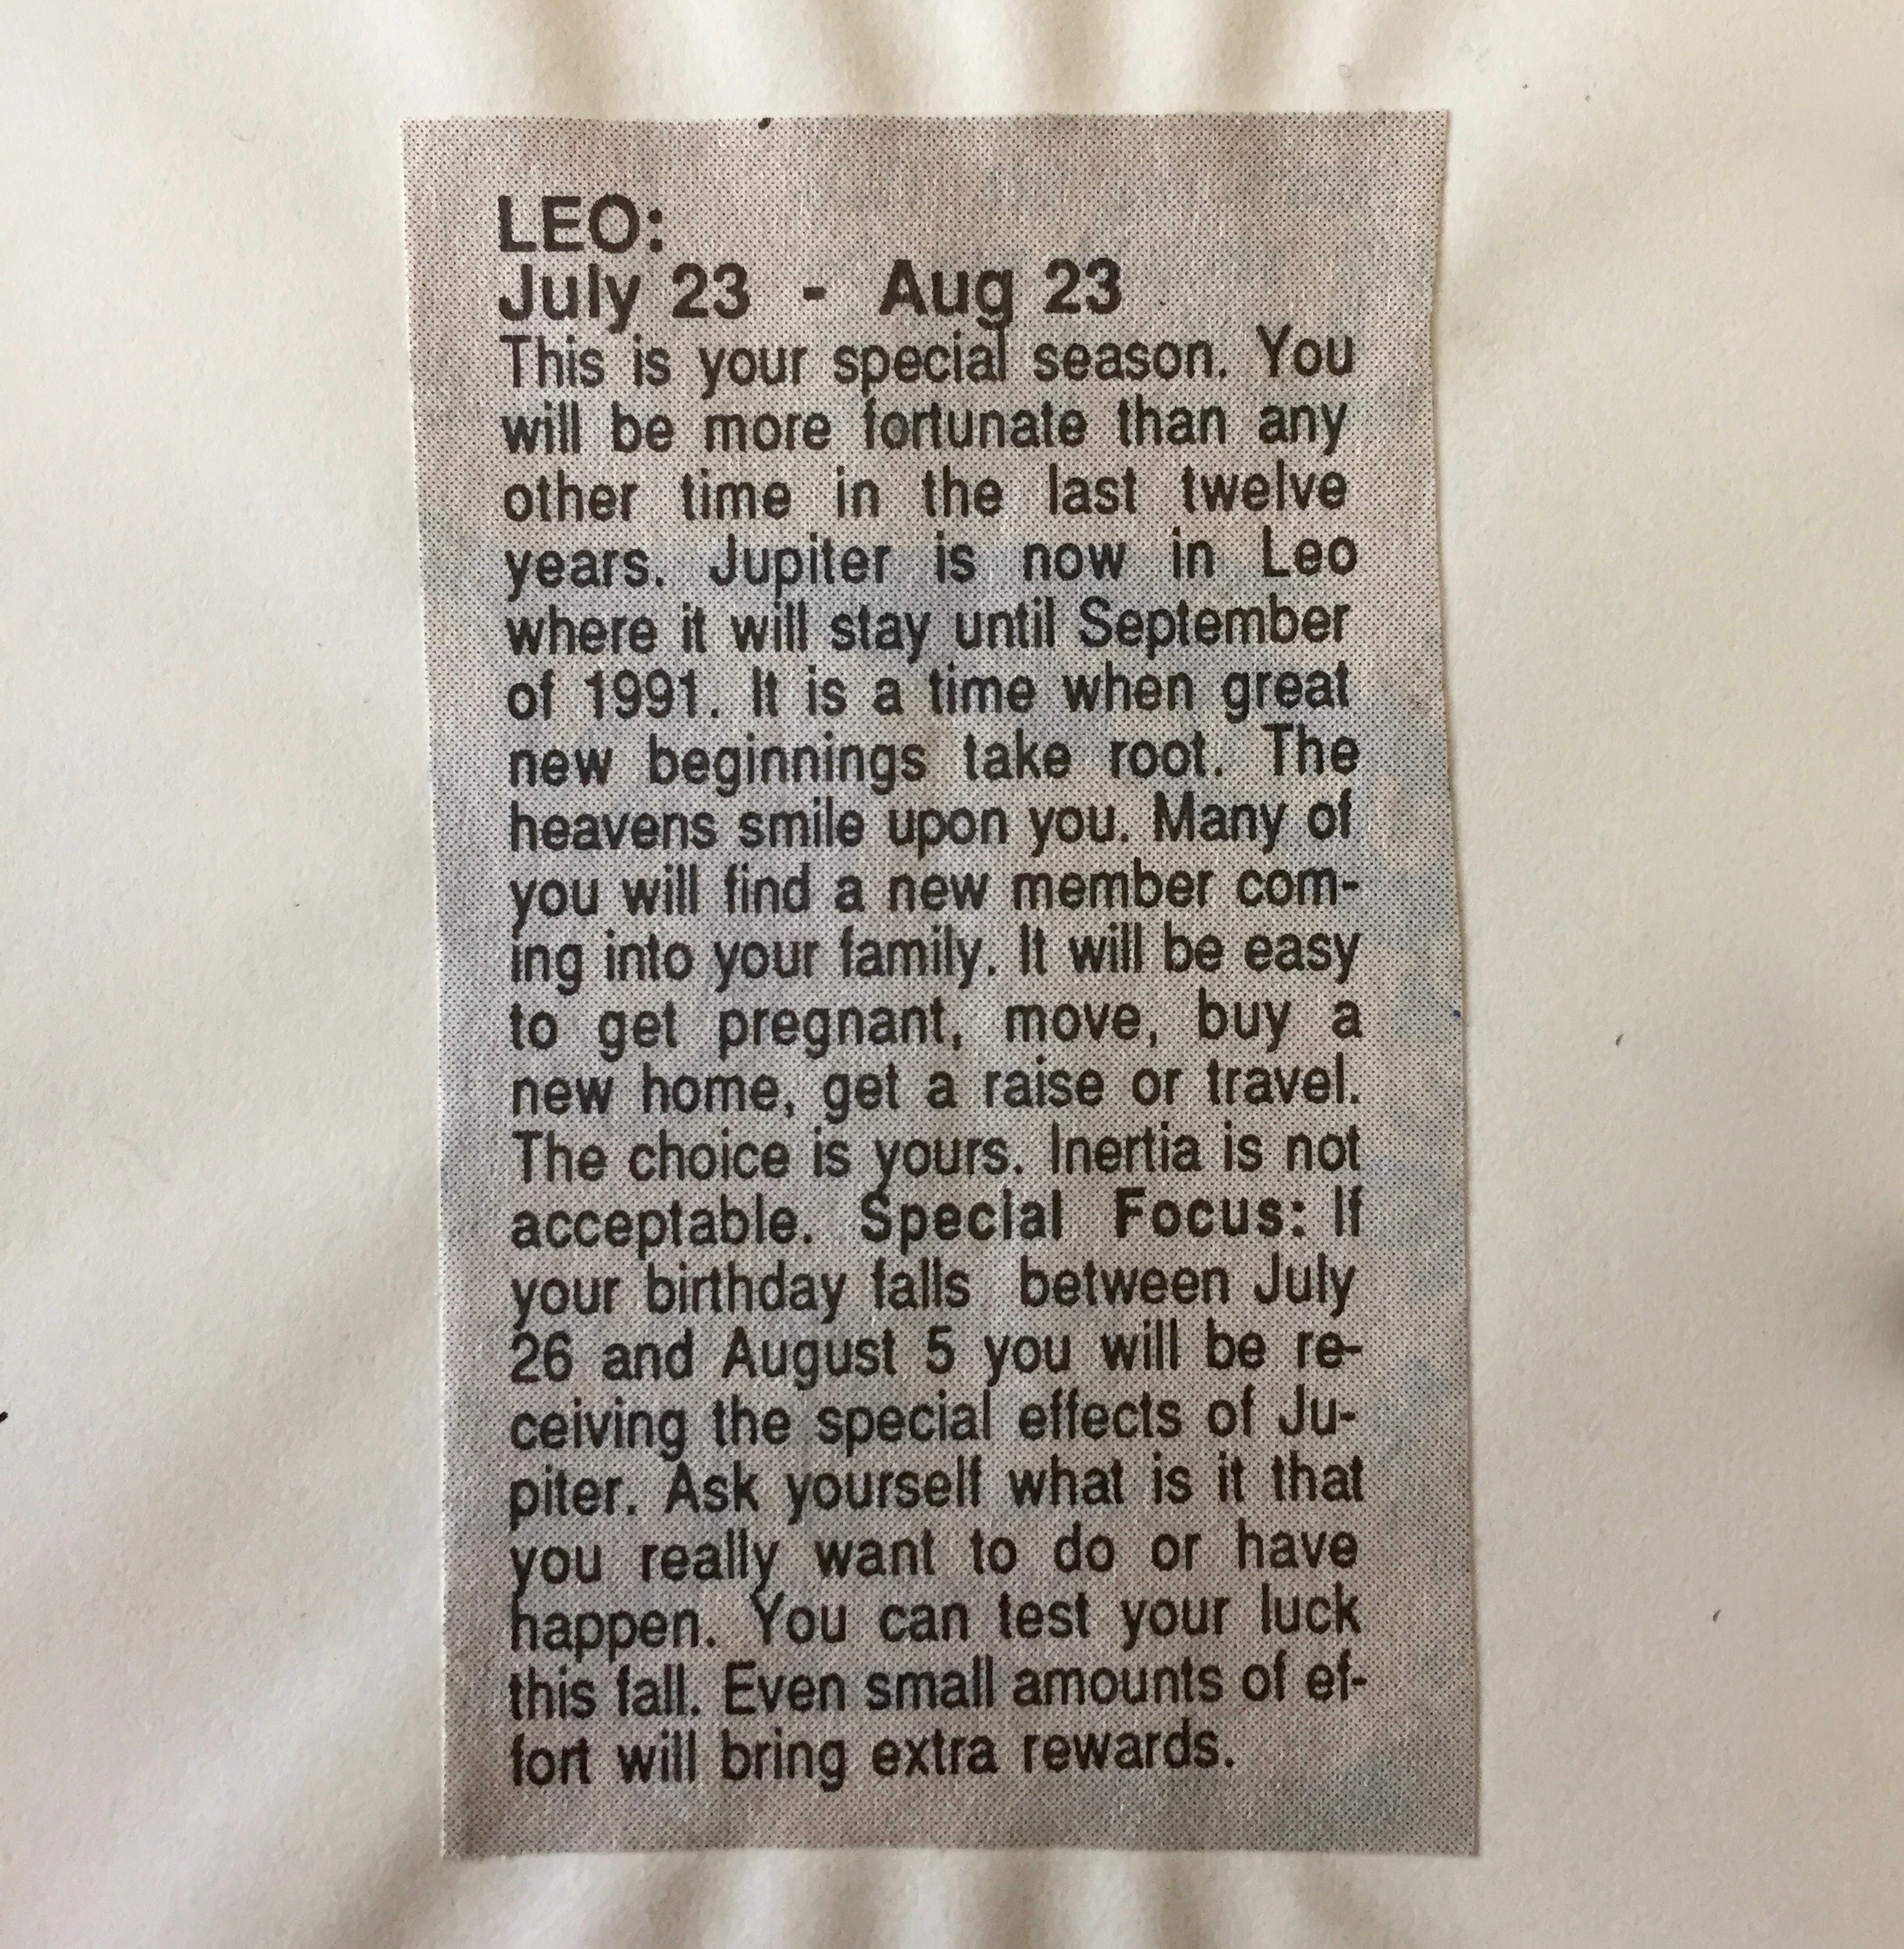 LEO:
July 23 - Aug 23
This is your special season. You
will be more fortunate than any
other time in the last twelve
years. Jupiter is now in Leo
where it will stay until September
of 1991. It is a time when great
new beginnings take root. The
heavens smile upon you. Many of
you will find a new member com-
ing into your family. It will be easy
to get pregnant, move, buy a
new home, get a raise or travel.
The choice is yours. Inertia is not
acceptable. Special Focus: If
your birthday falls between July
26 and August 5 you will be re-
ceiving the special effects of Ju-
piter. Ask yourself what is it that
you really want to do or have
happen. You can test your luck
this fall. Even small amounts of ef-
fort will bring extra rewards.